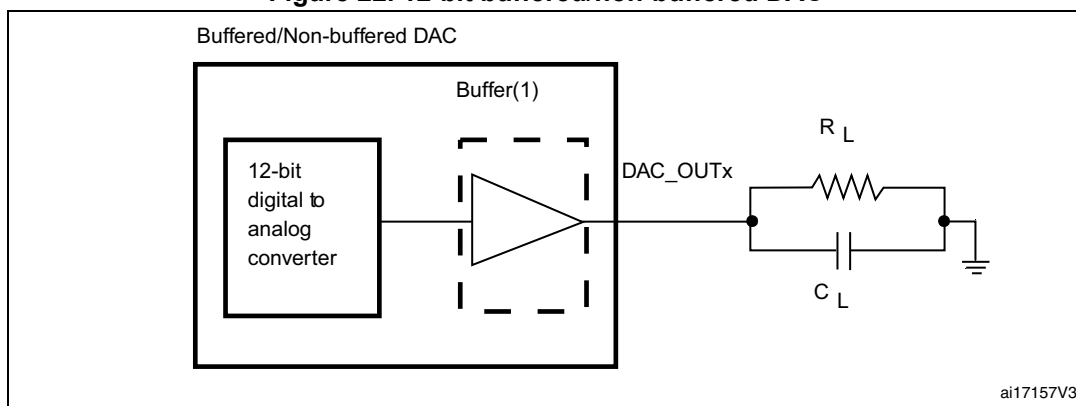 Buffered/Non-buffered DAC
Buffer(1)
12-bit
digital to
analog
converter
DAC_OUTx
R L
C L
ai17157V3